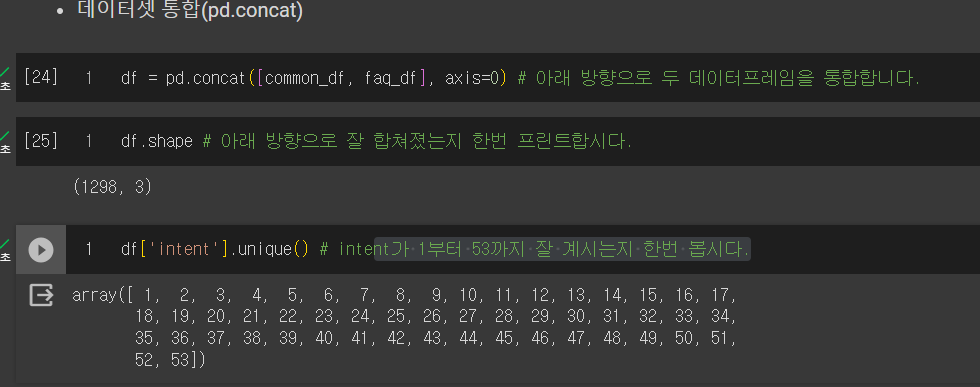 • 데이터셋 통합(pd.concat)
초 [24] 1 df = pd.concat([common_df, faq_df], axis=0) # 아래 방향으로 두 데이터프레임을 통합합니다.
초 [25] 1 df.shape # 아래 방향으로 잘 합쳐졌는지 한번 프린트합시다.
(1298, 3)
초 1 df['intent'].unique() # intent가 1부터 53까지 잘 계시는지 한번 봅시다.
array([ 1, 2, 3, 4, 5, 6, 7, 8, 9, 10, 11, 12, 13, 14, 15, 16, 17,
18, 19, 20, 21, 22, 23, 24, 25, 26, 27, 28, 29, 30, 31, 32, 33, 34,
35, 36, 37, 38, 39, 40, 41, 42, 43, 44, 45, 46, 47, 48, 49, 50, 51,
52, 53])